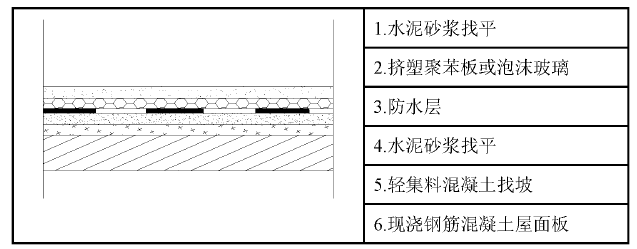 1.水泥砂浆找平
2.挤塑聚苯板或泡沫玻璃
3.防水层
4.水泥砂浆找平
5.轻集料混凝土找坡
6.现浇钢筋混凝土屋面板